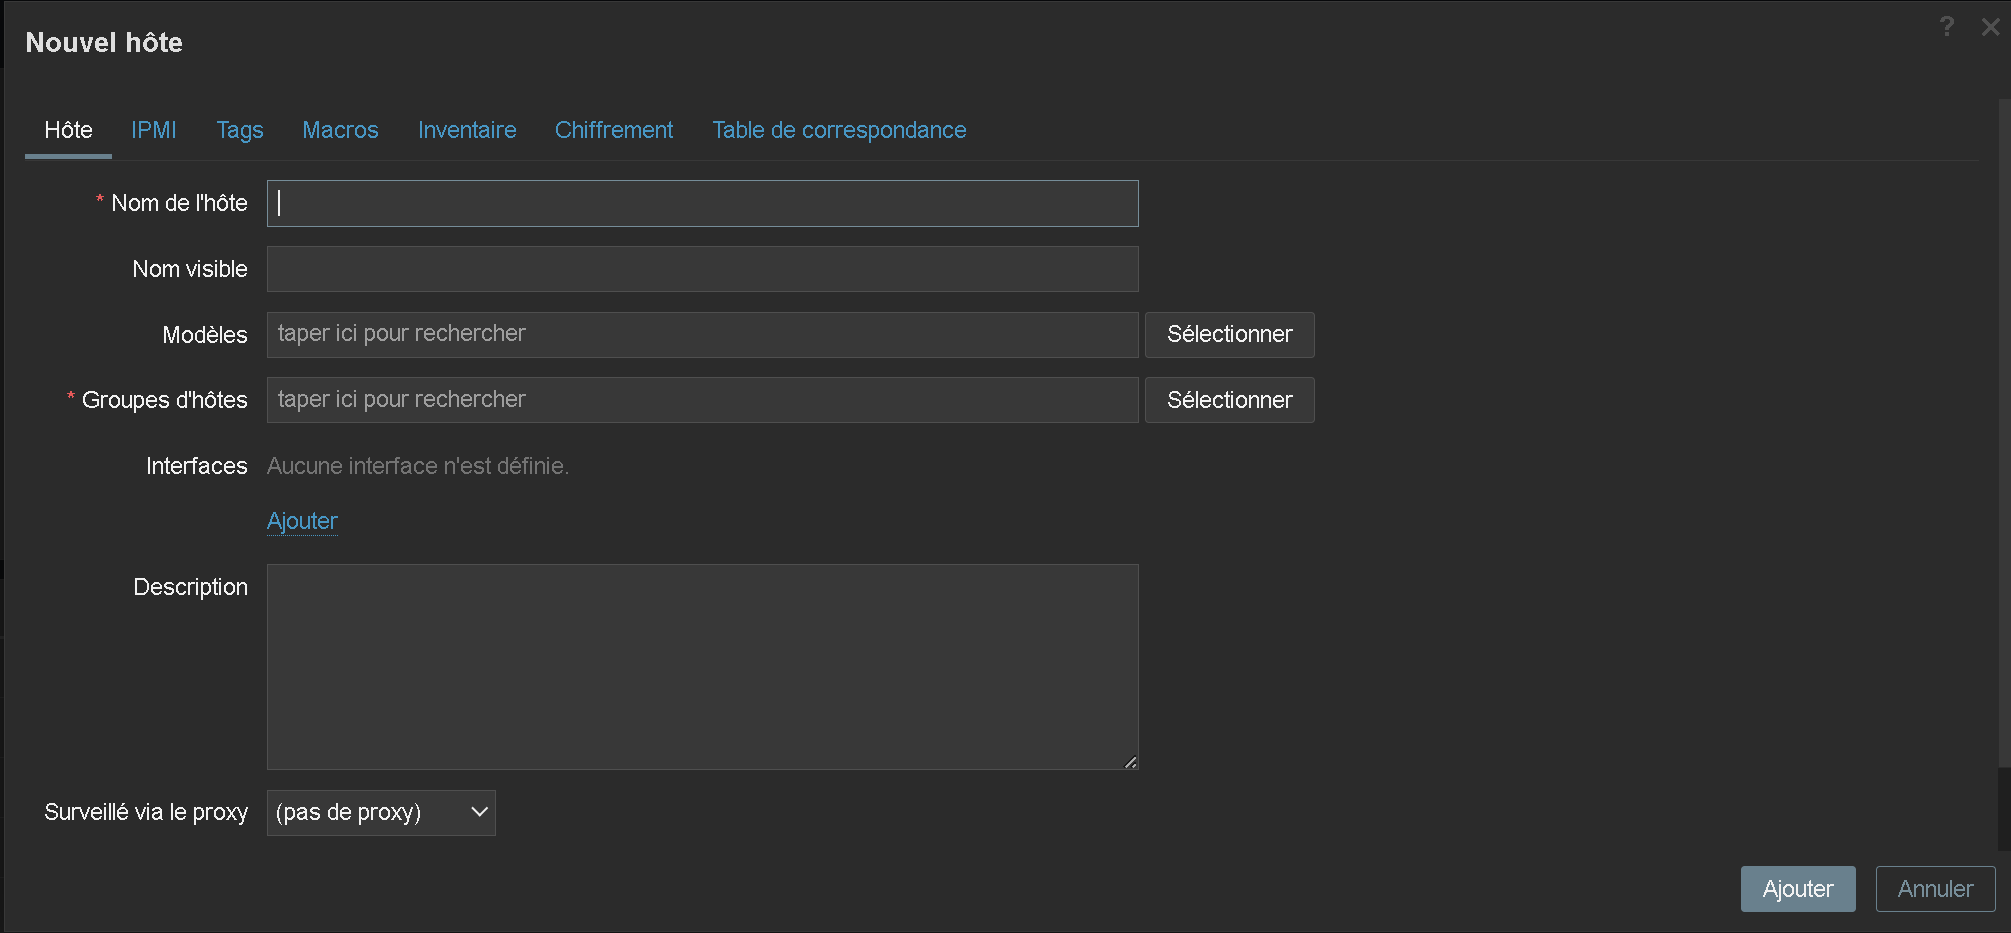 Nouvel hôte
?
Hôte IPMI Tags Macros Inventaire Chiffrement Table de correspondance
* Nom de l'hôte
Nom visible
Modèles taper ici pour rechercher Sélectionner
* Groupes d'hôtes taper ici pour rechercher Sélectionner
Interfaces Aucune interface n'est définie.
Ajouter
Description
Surveillé via le proxy (pas de proxy)
Ajouter Annuler